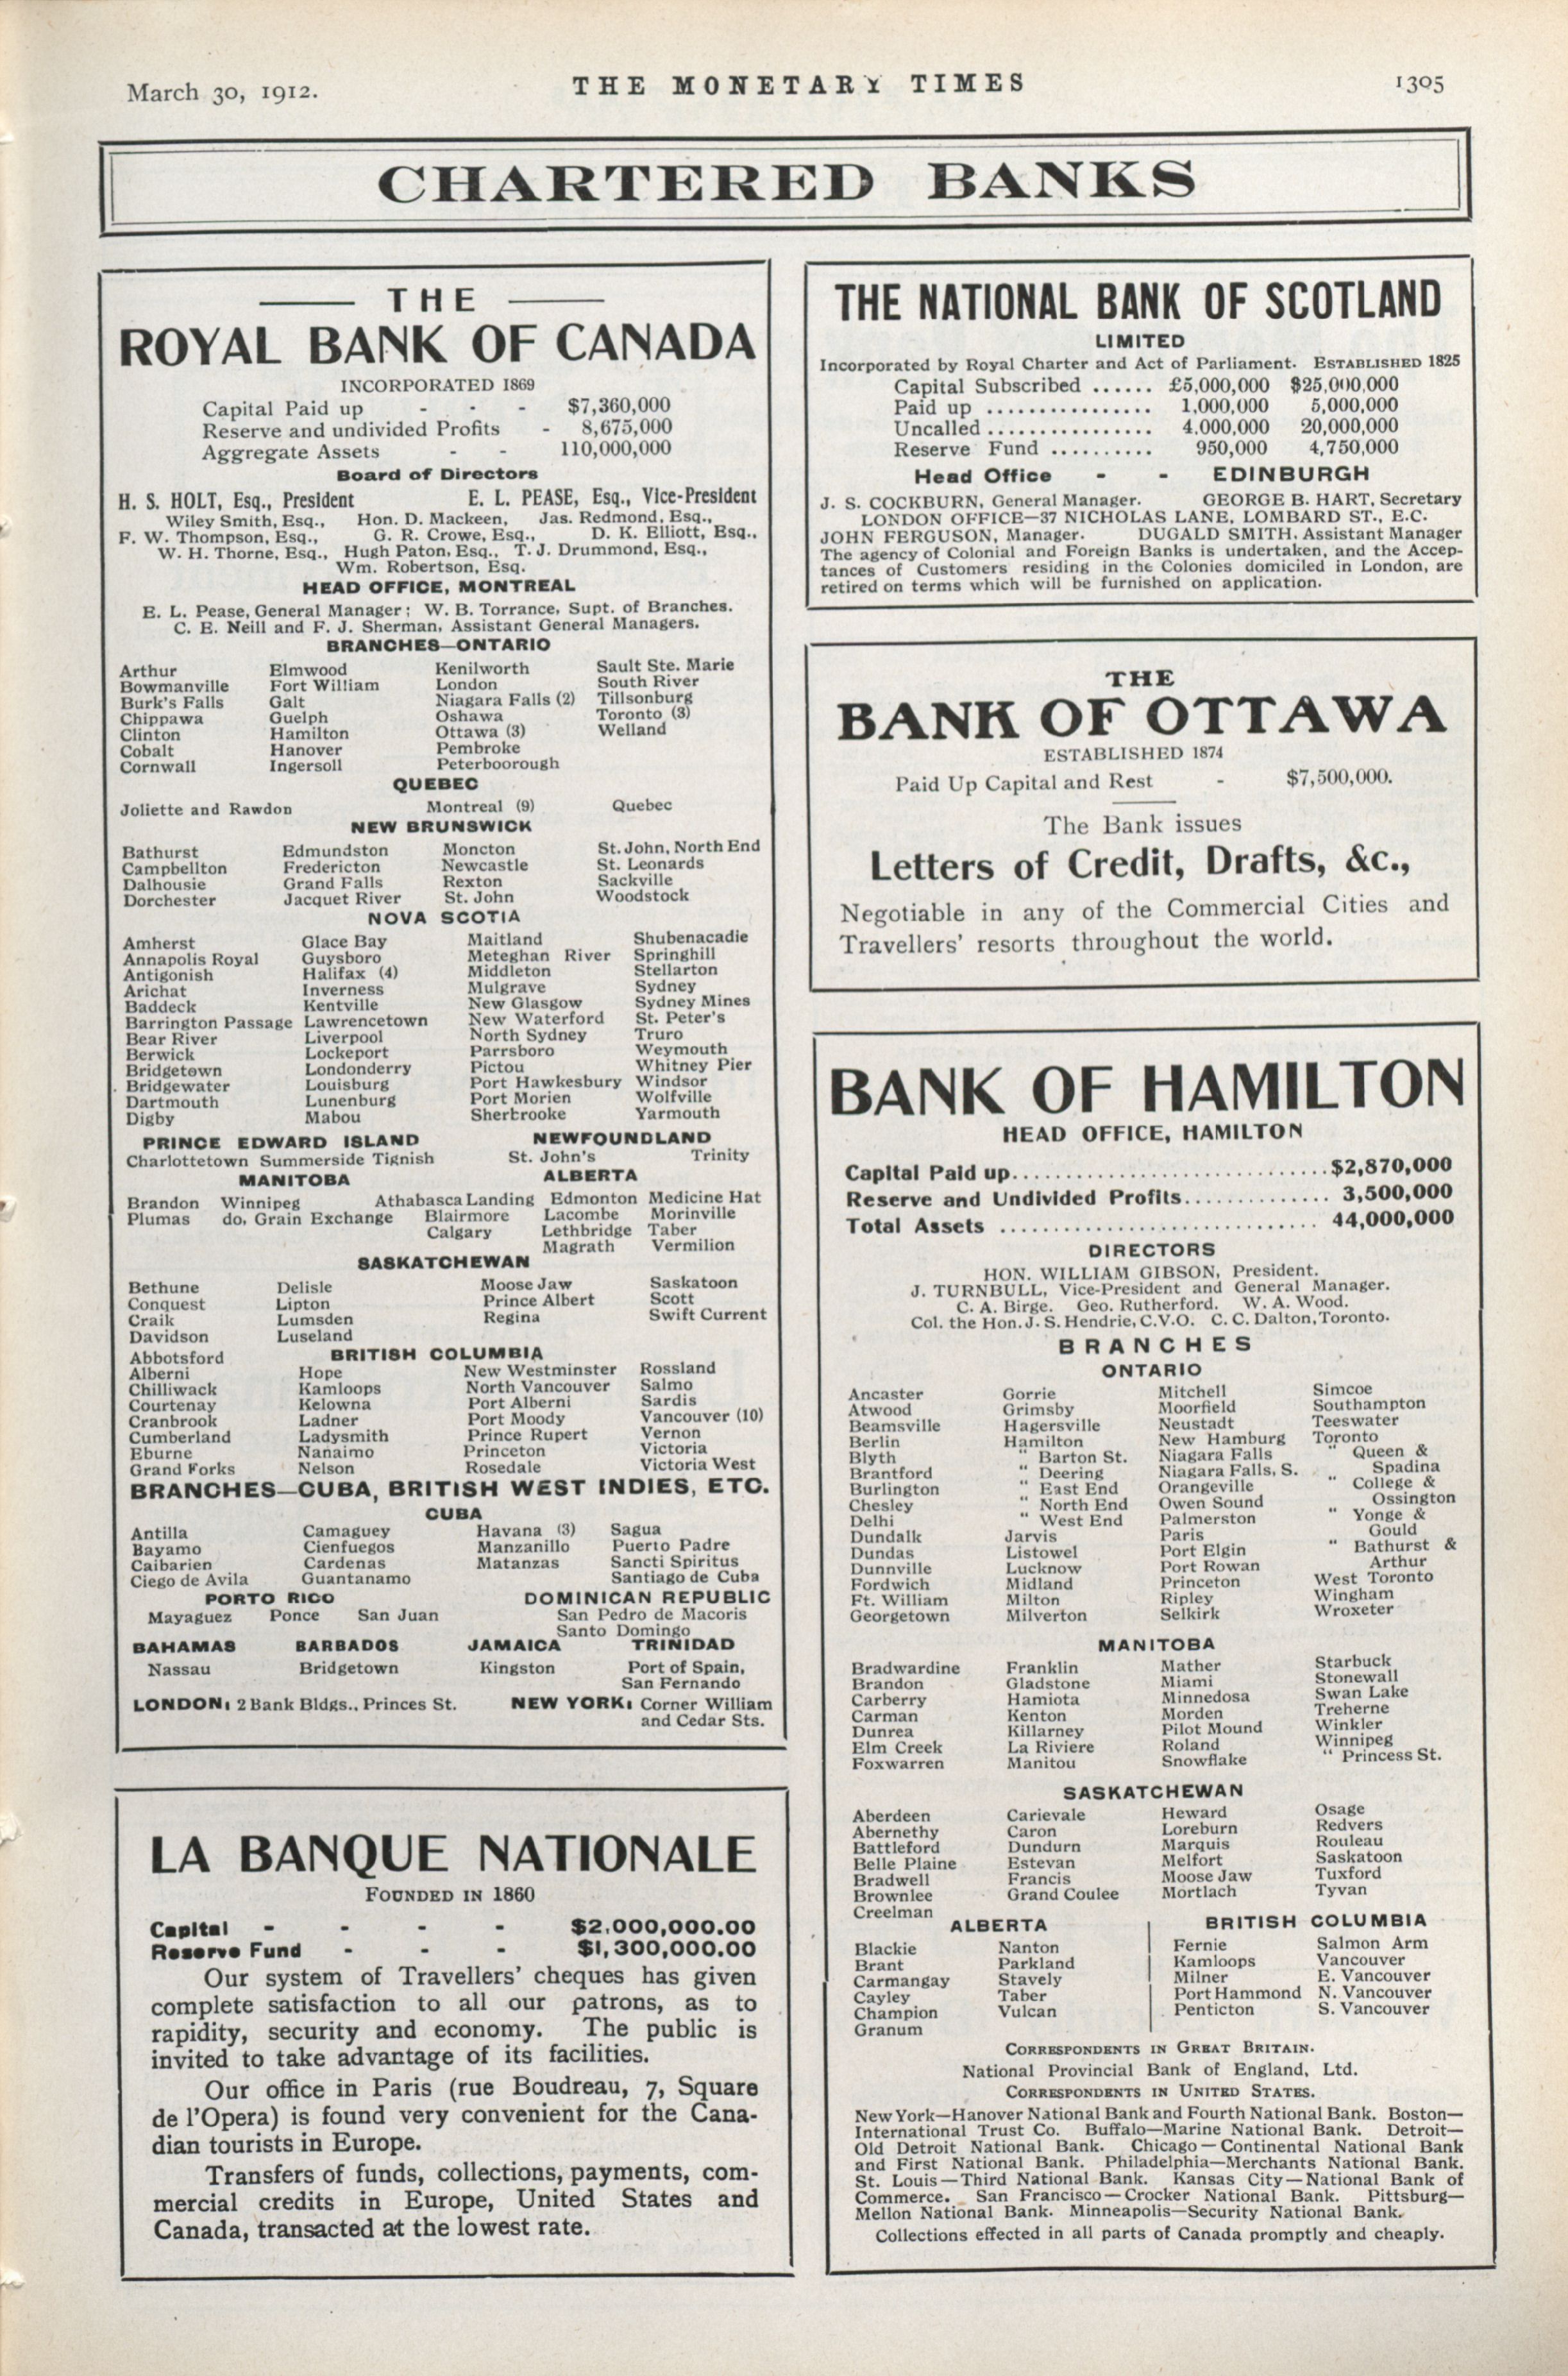 March 30, 1912.
THE MONETARY TIMES
1305
CHARTERED BANKS
THE
ROYAL BANK OF CANADA
INCORPORATED 1869
Capital Paid up - - - $7,360,000
Reserve and undivided Profits - 8,675,000
Aggregate Assets - - 110,000,000
Board of Directors
H. S. HOLT, Esq., President E. L. PEASE, Esq., Vice-President
Wiley Smith, Esq., Hon. D. Mackeen, Jas. Redmond, Esq.,
F. W. Thompson, Esq., G. R. Crowe, Esq., D. K. Elliott, Esq.,
W. H. Thorne, Esq., Hugh Paton, Esq., T. J. Drummond, Esq.,
Wm. Robertson, Esq.
HEAD OFFICE, MONTREAL
E. L. Pease, General Manager; W. B. Torrance, Supt. of Branches.
C. E. Neill and F. J. Sherman, Assistant General Managers.
BRANCHES—ONTARIO
Arthur Elmwood Kenilworth Sault Ste. Marie
Bowmanville Fort William London South River
Burk's Falls Galt Niagara Falls (2) Tillsonburg
Chippawa Guelph Oshawa Toronto (3)
Clinton Hamilton Ottawa (3) Welland
Cobalt Hanover Pembroke
Cornwall Ingersoll Peterboorough
QUEBEC
Joliette and Rawdon Montreal (9) Quebec
NEW BRUNSWICK
Bathurst Edmundston Moncton St. John, North End
Campbellton Fredericton Newcastle St. Leonards
Dalhousie Grand Falls Rexton Sackville
Dorchester Jacquet River St. John Woodstock
NOVA SCOTIA
Amherst Glace Bay Maitland Shubenacadie
Annapolis Royal Guysboro Meteghan River Springhill
Antigonish Halifax (4) Middleton Stellarton
Arichat Inverness Mulgrave Sydney
Baddeck Kentville New Glasgow Sydney Mines
Barrington Passage Lawrencetown New Waterford St. Peter's
Bear River Liverpool North Sydney Truro
Berwick Lockeport Parrsboro Weymouth
Bridgetown Londonderry Pictou Whitney Pier
Bridgewater Louisburg Port Hawkesbury Windsor
Dartmouth Lunenburg Port Morien Wolfville
Digby Mabou Sherbrooke Yarmouth
PRINCE EDWARD ISLAND NEWFOUNDLAND
Charlottetown Summerside Tignish St. John's Trinity
MANITOBA ALBERTA
Brandon Winnipeg Athabasca Landing Edmonton Medicine Hat
Plumas do, Grain Exchange Blairmore Lacombe Morinville
Calgary Lethbridge Taber
Magrath Vermilion
SASKATCHEWAN
Bethune Delisle Moose Jaw Saskatoon
Conquest Lipton Prince Albert Scott
Craik Lumsden Regina Swift Current
Davidson Luseland
BRITISH COLUMBIA
Abbotsford
Alberni Hope New Westminster Rossland
Chilliwack Kamloops North Vancouver Salmo
Courtenay Kelowna Port Alberni Sardis
Cranbrook Ladner Port Moody Vancouver (10)
Cumberland Ladysmith Prince Rupert Vernon
Eburne Nanaimo Princeton Victoria
Grand Forks Nelson Rosedale Victoria West
BRANCHES—CUBA, BRITISH WEST INDIES, ETC.
CUBA
Antilla Camaguey Havana (3) Sagua
Bayamo Cienfuegos Manzanillo Puerto Padre
Caibarien Cardenas Matanzas Sancti Spiritus
Ciego de Avila Guantanamo Santiago de Cuba
PORTO RICO DOMINICAN REPUBLIC
Mayaguez Ponce San Juan San Pedro de Macoris
Santo Domingo
BAHAMAS BARBADOS JAMAICA TRINIDAD
Nassau Bridgetown Kingston Port of Spain,
San Fernando
LONDON: 2 Bank Bldgs., Princes St. NEW YORK: Corner William
and Cedar Sts.
LA BANQUE NATIONALE
FOUNDED IN 1860
Capital - - - - $2,000,000.00
Reserve Fund - - - $1,300,000.00
Our system of Travellers' cheques has given
complete satisfaction to all our patrons, as to
rapidity, security and economy. The public is
invited to take advantage of its facilities.
Our office in Paris (rue Boudreau, 7, Square
de l'Opera) is found very convenient for the Cana-
dian tourists in Europe.
Transfers of funds, collections, payments, com-
mercial credits in Europe, United States and
Canada, transacted at the lowest rate.
THE NATIONAL BANK OF SCOTLAND
LIMITED
Incorporated by Royal Charter and Act of Parliament. ESTABLISHED 1825
Capital Subscribed ...... £5,000,000 $25,000,000
Paid up ................ 1,000,000 5,000,000
Uncalled ................ 4,000,000 20,000,000
Reserve Fund .......... 950,000 4,750,000
Head Office - - EDINBURGH
J. S. COCKBURN, General Manager. GEORGE B. HART, Secretary
LONDON OFFICE—37 NICHOLAS LANE, LOMBARD ST., E.C.
JOHN FERGUSON, Manager. DUGALD SMITH, Assistant Manager
The agency of Colonial and Foreign Banks is undertaken, and the Accep-
tances of Customers residing in the Colonies domiciled in London, are
retired on terms which will be furnished on application.
THE
BANK OF OTTAWA
ESTABLISHED 1874
Paid Up Capital and Rest - $7,500,000.
The Bank issues
Letters of Credit, Drafts, &c.,
Negotiable in any of the Commercial Cities and
Travellers' resorts throughout the world.
BANK OF HAMILTON
HEAD OFFICE, HAMILTON
Capital Paid up.............................$2,870,000
Reserve and Undivided Profits.............. 3,500,000
Total Assets ............................. 44,000,000
DIRECTORS
HON. WILLIAM GIBSON, President.
J. TURNBULL, Vice-President and General Manager.
C. A. Birge. Geo. Rutherford. W. A. Wood.
Col. the Hon. J. S. Hendrie, C.V.O. C. C. Dalton, Toronto.
BRANCHES
ONTARIO
Ancaster Gorrie Mitchell Simcoe
Atwood Grimsby Moorfield Southampton
Beamsville Hagersville Neustadt Teeswater
Berlin Hamilton New Hamburg Toronto
Blyth " Barton St. Niagara Falls " Queen &
Brantford " Deering Niagara Falls, S. Spadina
Burlington " East End Orangeville " College &
Chesley " North End Owen Sound Ossington
Delhi " West End Palmerston " Yonge &
Dundalk Jarvis Paris Gould
Dundas Listowel Port Elgin " Bathurst &
Dunnville Lucknow Port Rowan Arthur
Fordwich Midland Princeton West Toronto
Ft. William Milton Ripley Wingham
Georgetown Milverton Selkirk Wroxeter
MANITOBA
Bradwardine Franklin Mather Starbuck
Brandon Gladstone Miami Stonewall
Carberry Hamiota Minnedosa Swan Lake
Carman Kenton Morden Treherne
Dunrea Killarney Pilot Mound Winkler
Elm Creek La Riviere Roland Winnipeg
Foxwarren Manitou Snowflake " Princess St.
SASKATCHEWAN
Aberdeen Carievale Heward Osage
Abernethy Caron Loreburn Redvers
Battleford Dundurn Marquis Rouleau
Belle Plaine Estevan Melfort Saskatoon
Bradwell Francis Moose Jaw Tuxford
Brownlee Grand Coulee Mortlach Tyvan
Creelman
ALBERTA BRITISH COLUMBIA
Blackie Nanton Fernie Salmon Arm
Brant Parkland Kamloops Vancouver
Carmangay Stavely Milner E. Vancouver
Cayley Taber Port Hammond N. Vancouver
Champion Vulcan Penticton S. Vancouver
Granum
CORRESPONDENTS IN GREAT BRITAIN.
National Provincial Bank of England, Ltd.
CORRESPONDENTS IN UNITED STATES.
New York—Hanover National Bank and Fourth National Bank. Boston—
International Trust Co. Buffalo—Marine National Bank. Detroit—
Old Detroit National Bank. Chicago—Continental National Bank
and First National Bank. Philadelphia—Merchants National Bank.
St. Louis—Third National Bank. Kansas City—National Bank of
Commerce. San Francisco—Crocker National Bank. Pittsburg—
Mellon National Bank. Minneapolis—Security National Bank.
Collections effected in all parts of Canada promptly and cheaply.